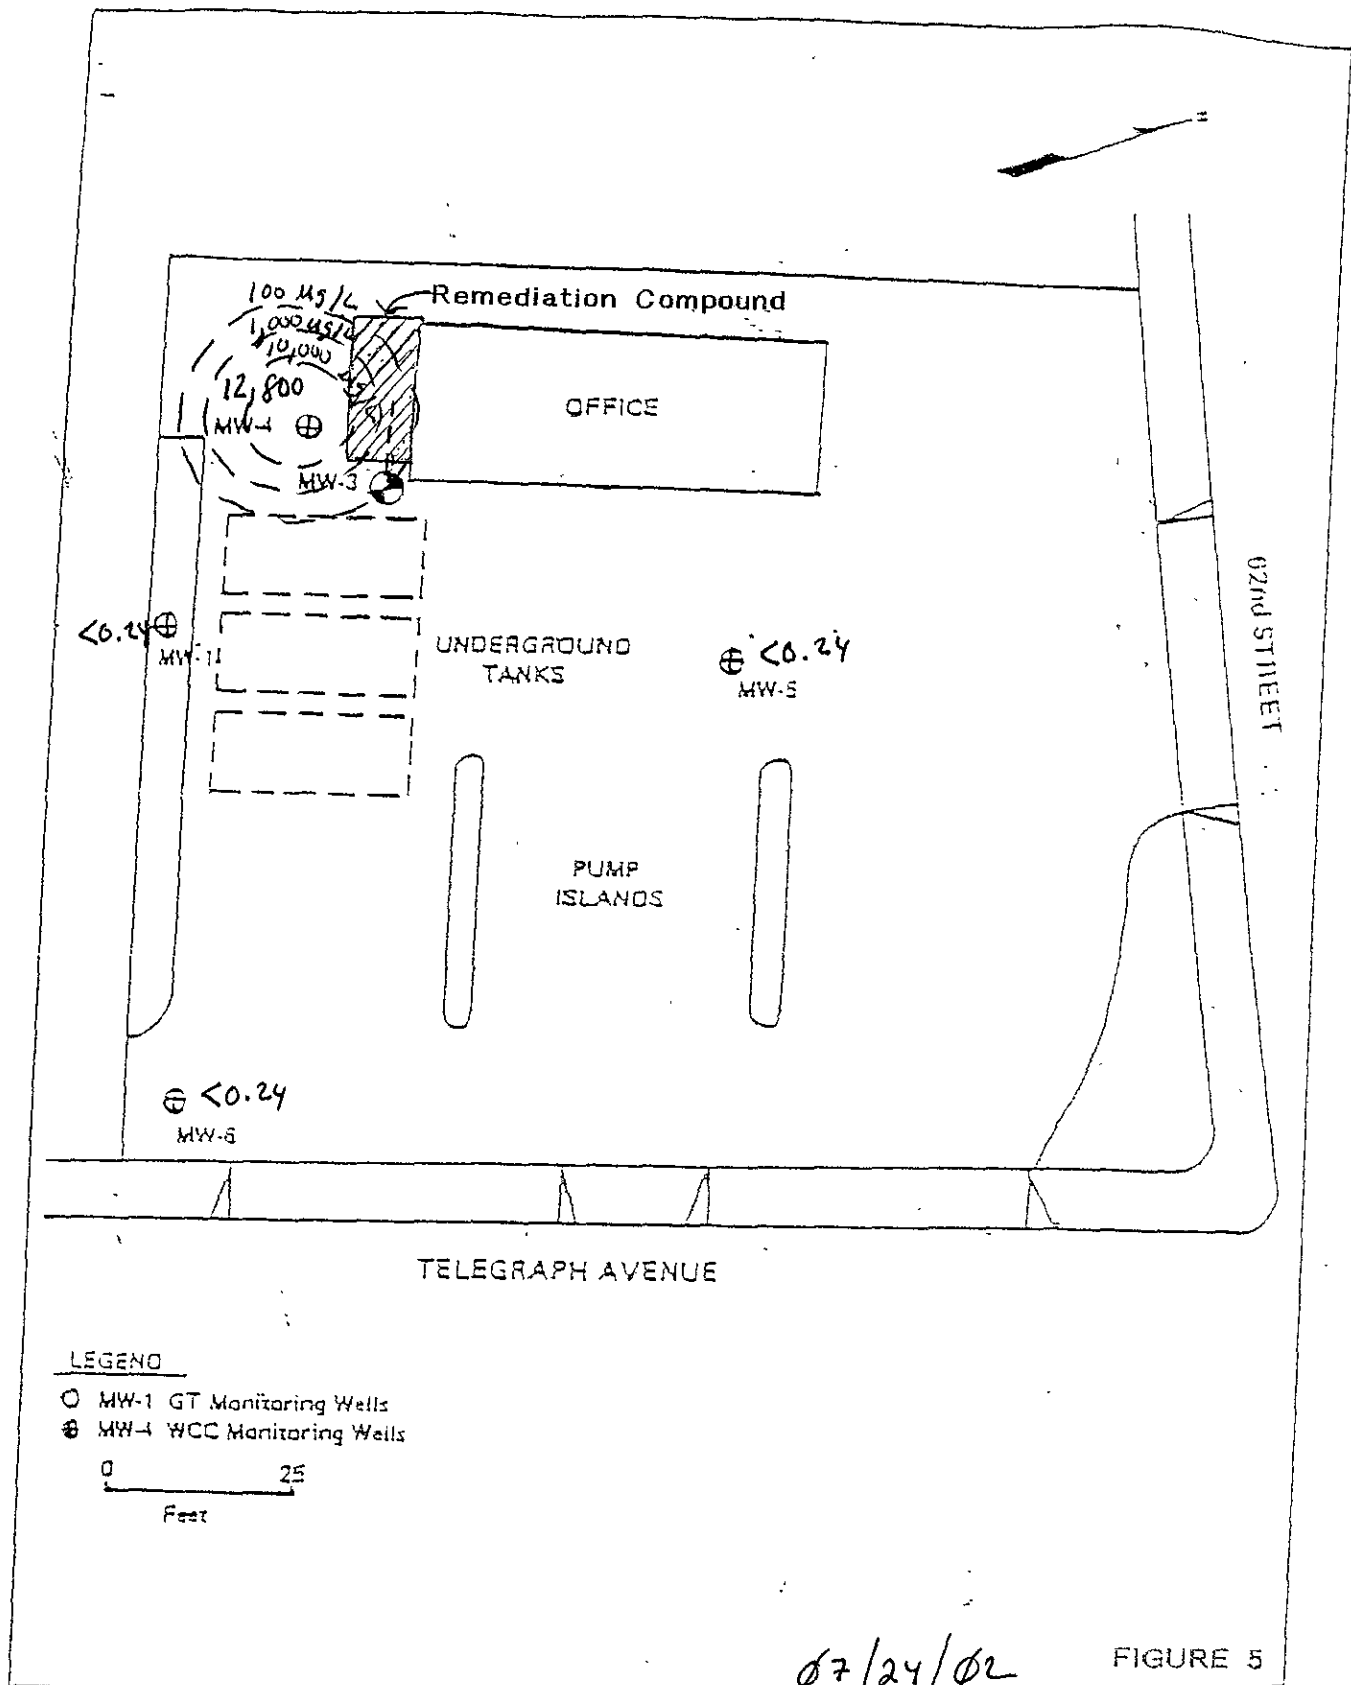 100 µg/L
Remediation Compound
1,000 µg/L
10,000
12,800
MW-4
OFFICE
MW-3
<0.24
MW-1
UNDERGROUND
TANKS
<0.24
MW-5
62nd STREET
PUMP
ISLANDS
<0.24
MW-6
TELEGRAPH AVENUE
LEGEND
MW-1 GT Monitoring Wells
MW-4 WCC Monitoring Wells
0 25
Feet
07/24/02
FIGURE 5